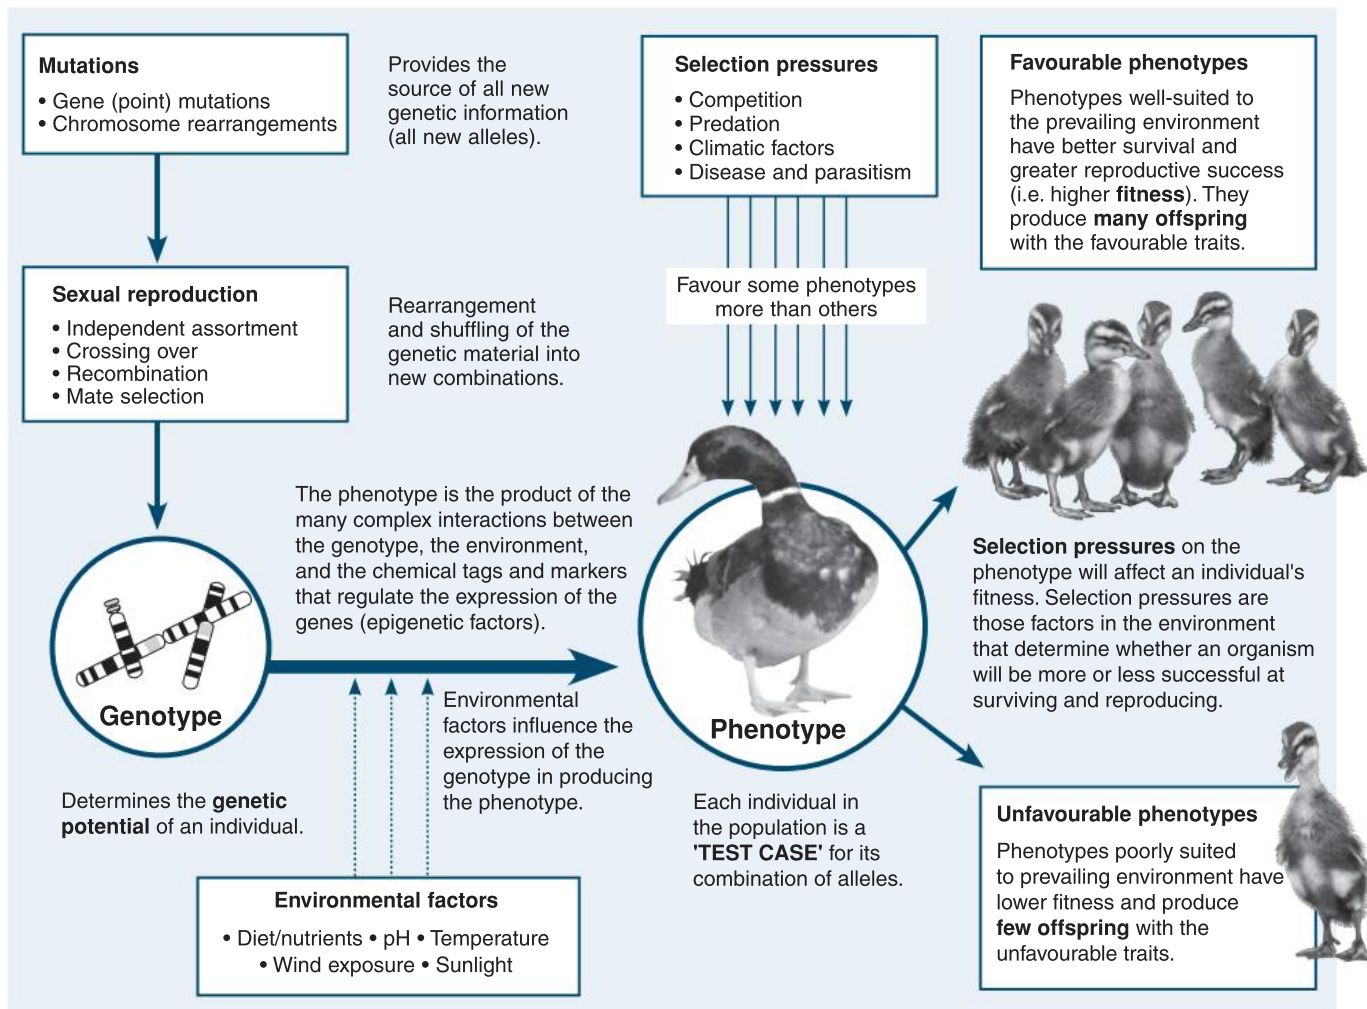 Mutations
• Gene (point) mutations
• Chromosome rearrangements
Provides the
source of all new
genetic information
(all new alleles).
Sexual reproduction
• Independent assortment
• Crossing over
• Recombination
• Mate selection
Rearrangement
and shuffling of the
genetic material into
new combinations.
Genotype
Determines the genetic
potential of an individual.
The phenotype is the product of the
many complex interactions between
the genotype, the environment,
and the chemical tags and markers
that regulate the expression of the
genes (epigenetic factors).
Environmental
factors influence the
expression of the
genotype in producing
the phenotype.
Environmental factors
• Diet/nutrients • pH • Temperature
• Wind exposure • Sunlight
Selection pressures
• Competition
• Predation
• Climatic factors
• Disease and parasitism
Favour some phenotypes
more than others
Phenotype
Each individual in
the population is a
'TEST CASE' for its
combination of alleles.
Favourable phenotypes
Phenotypes well-suited to
the prevailing environment
have better survival and
greater reproductive success
(i.e. higher fitness). They
produce many offspring
with the favourable traits.
Selection pressures on the
phenotype will affect an individual's
fitness. Selection pressures are
those factors in the environment
that determine whether an organism
will be more or less successful at
surviving and reproducing.
Unfavourable phenotypes
Phenotypes poorly suited
to prevailing environment have
lower fitness and produce
few offspring with the
unfavourable traits.